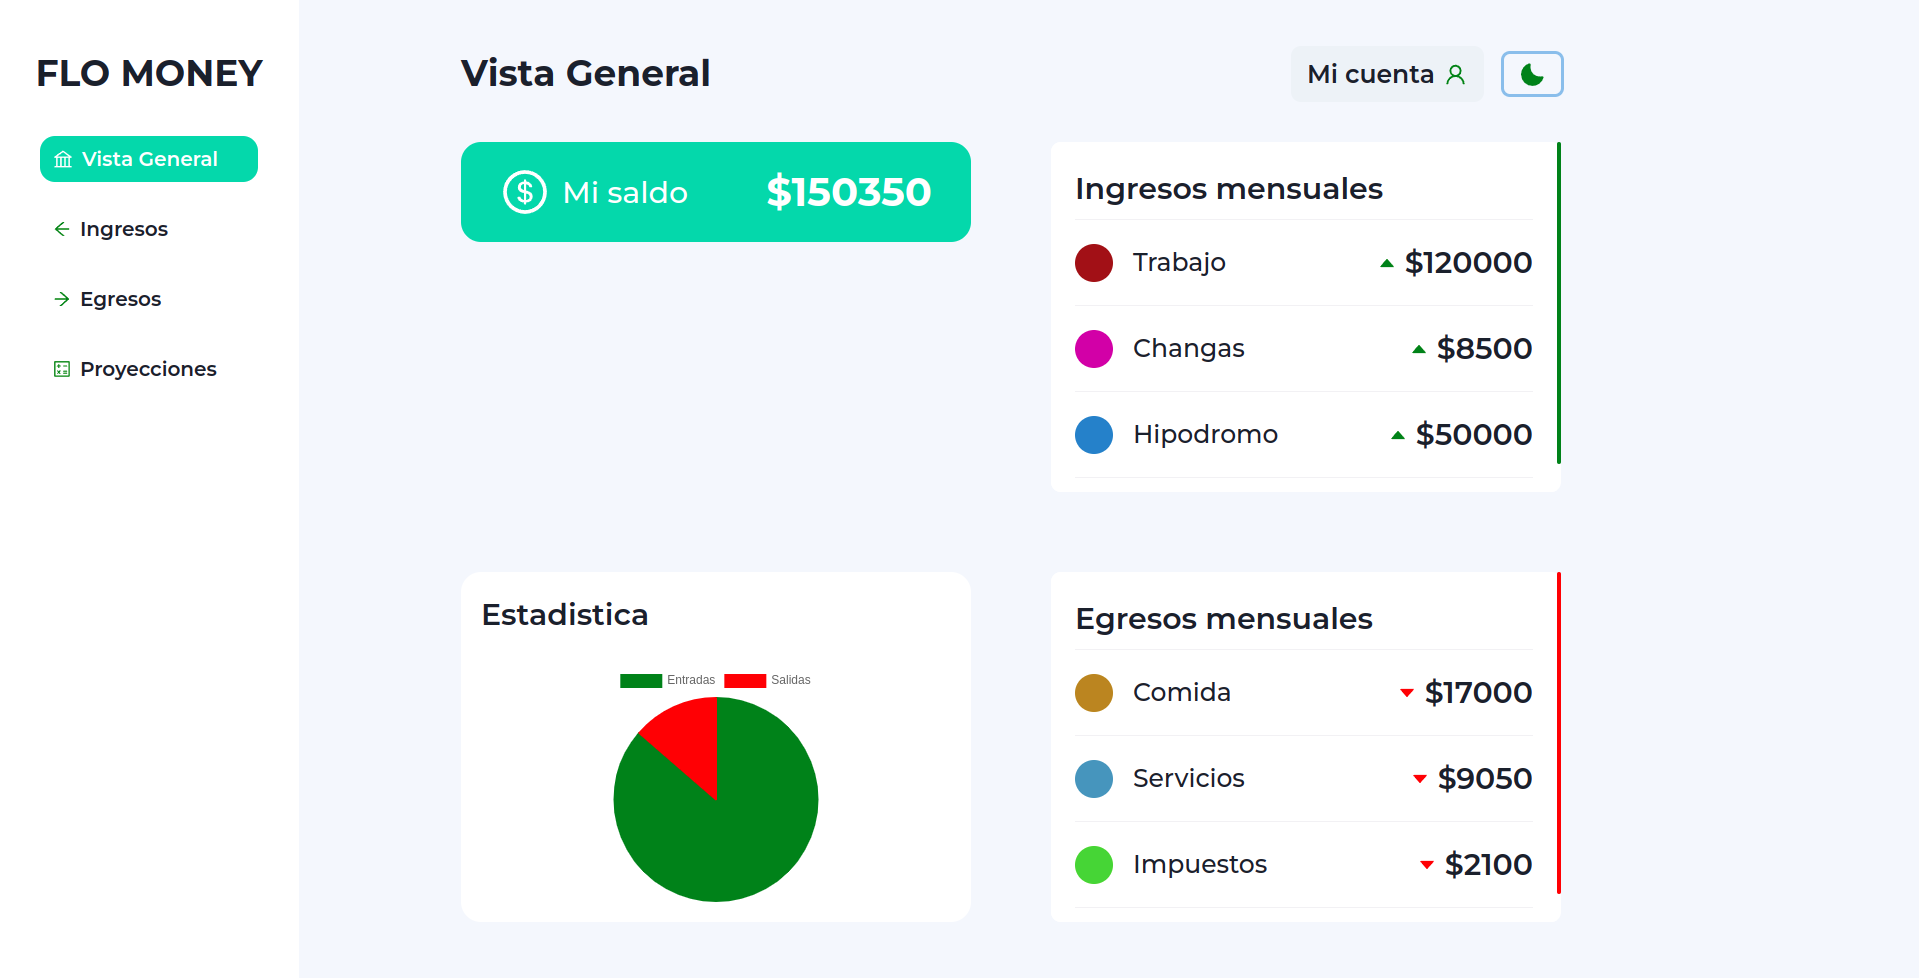 FLO MONEY
Vista General
Ingresos
Egresos
Proyecciones
Vista General
Mi cuenta
Mi saldo $150350
Ingresos mensuales
Trabajo $120000
Changas $8500
Hipodromo $50000
Estadistica
Entradas Salidas
Egresos mensuales
Comida $17000
Servicios $9050
Impuestos $2100